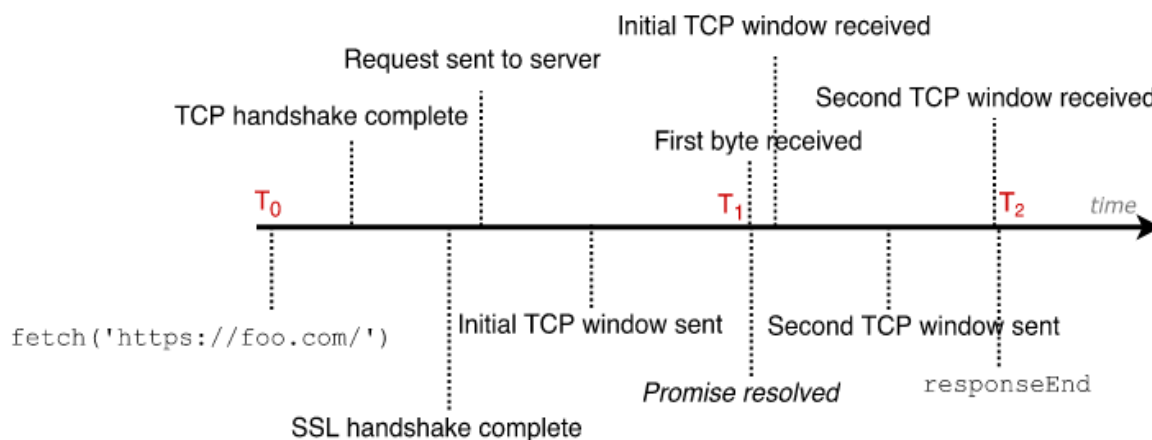 Initial TCP window received
Request sent to server
Second TCP window received
TCP handshake complete
First byte received
T0
T1
T2
time
fetch('https://foo.com/')
Initial TCP window sent
Second TCP window sent
Promise resolved
responseEnd
SSL handshake complete